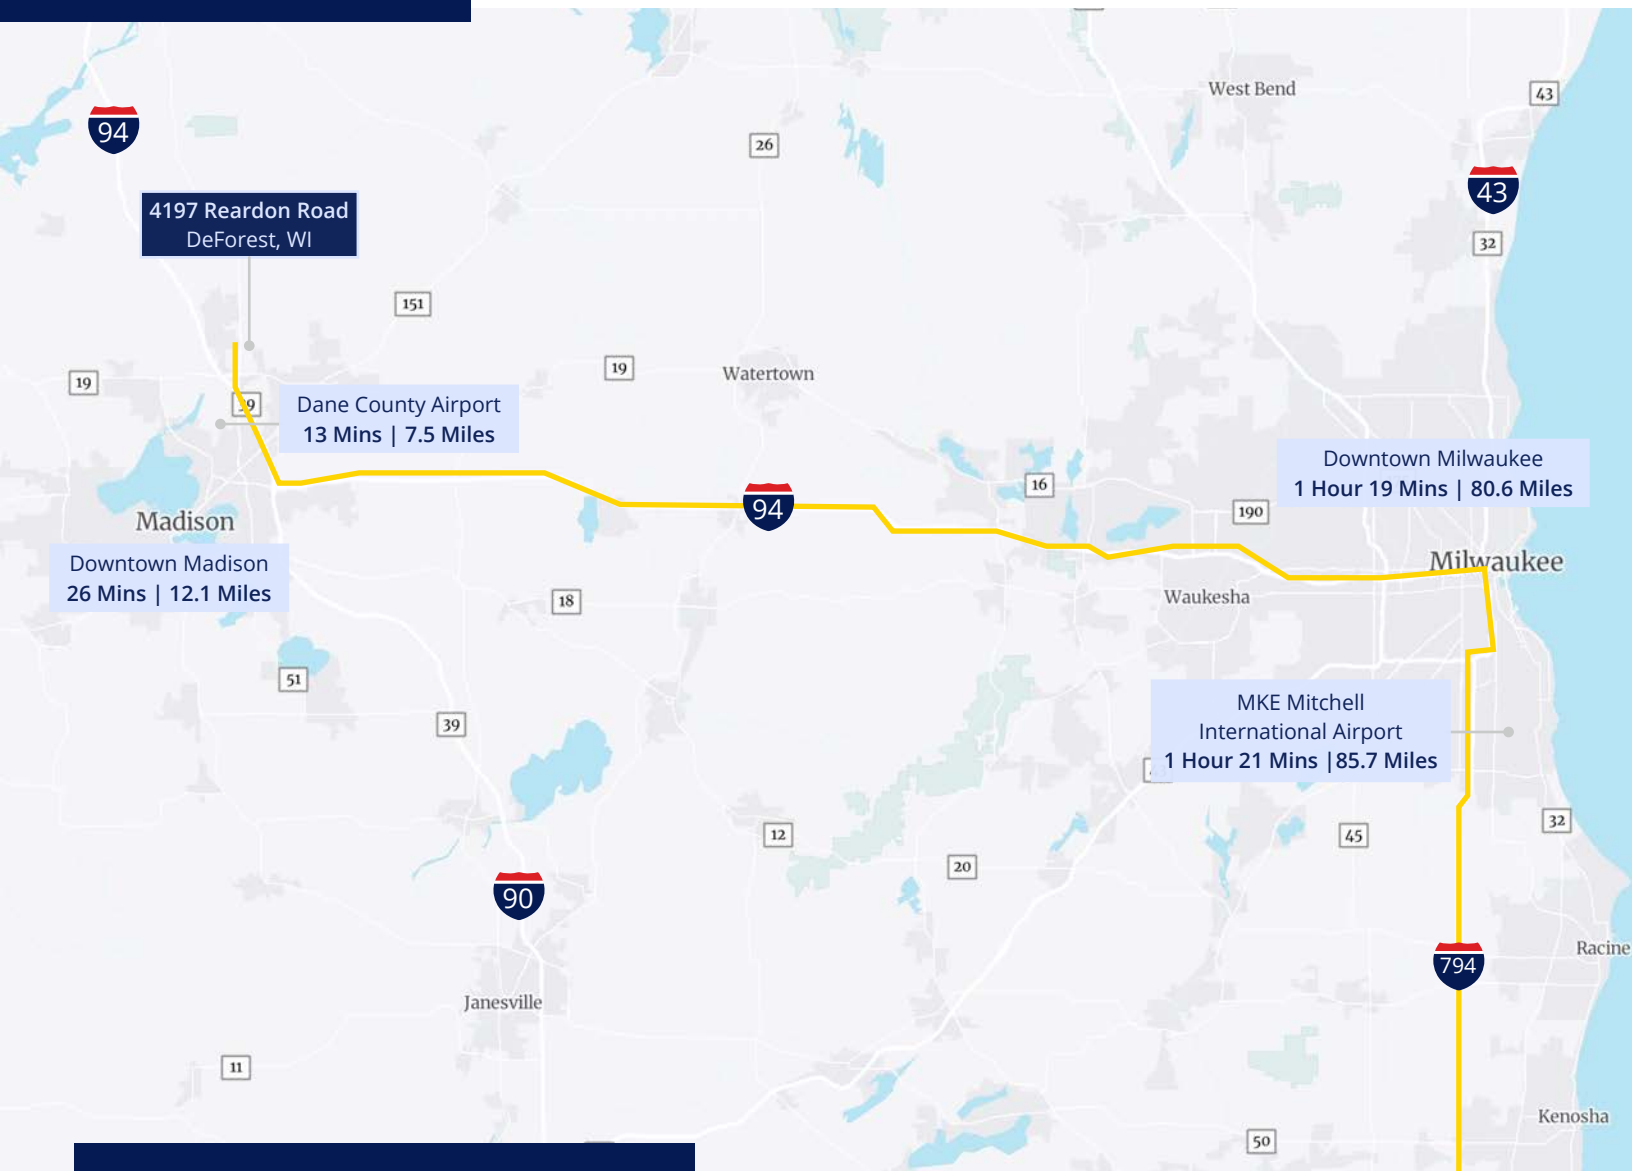 West Bend
43
94
26
43
4197 Reardon Road
DeForest, WI
32
151
19
19
Watertown
Dane County Airport
13 Mins | 7.5 Miles
Downtown Milwaukee
1 Hour 19 Mins | 80.6 Miles
16
94
190
Madison
Milwaukee
Downtown Madison
26 Mins | 12.1 Miles
18
Waukesha
51
39
MKE Mitchell
International Airport
1 Hour 21 Mins |85.7 Miles
32
12
45
20
90
794
Racine
Janesville
11
Kenosha
50